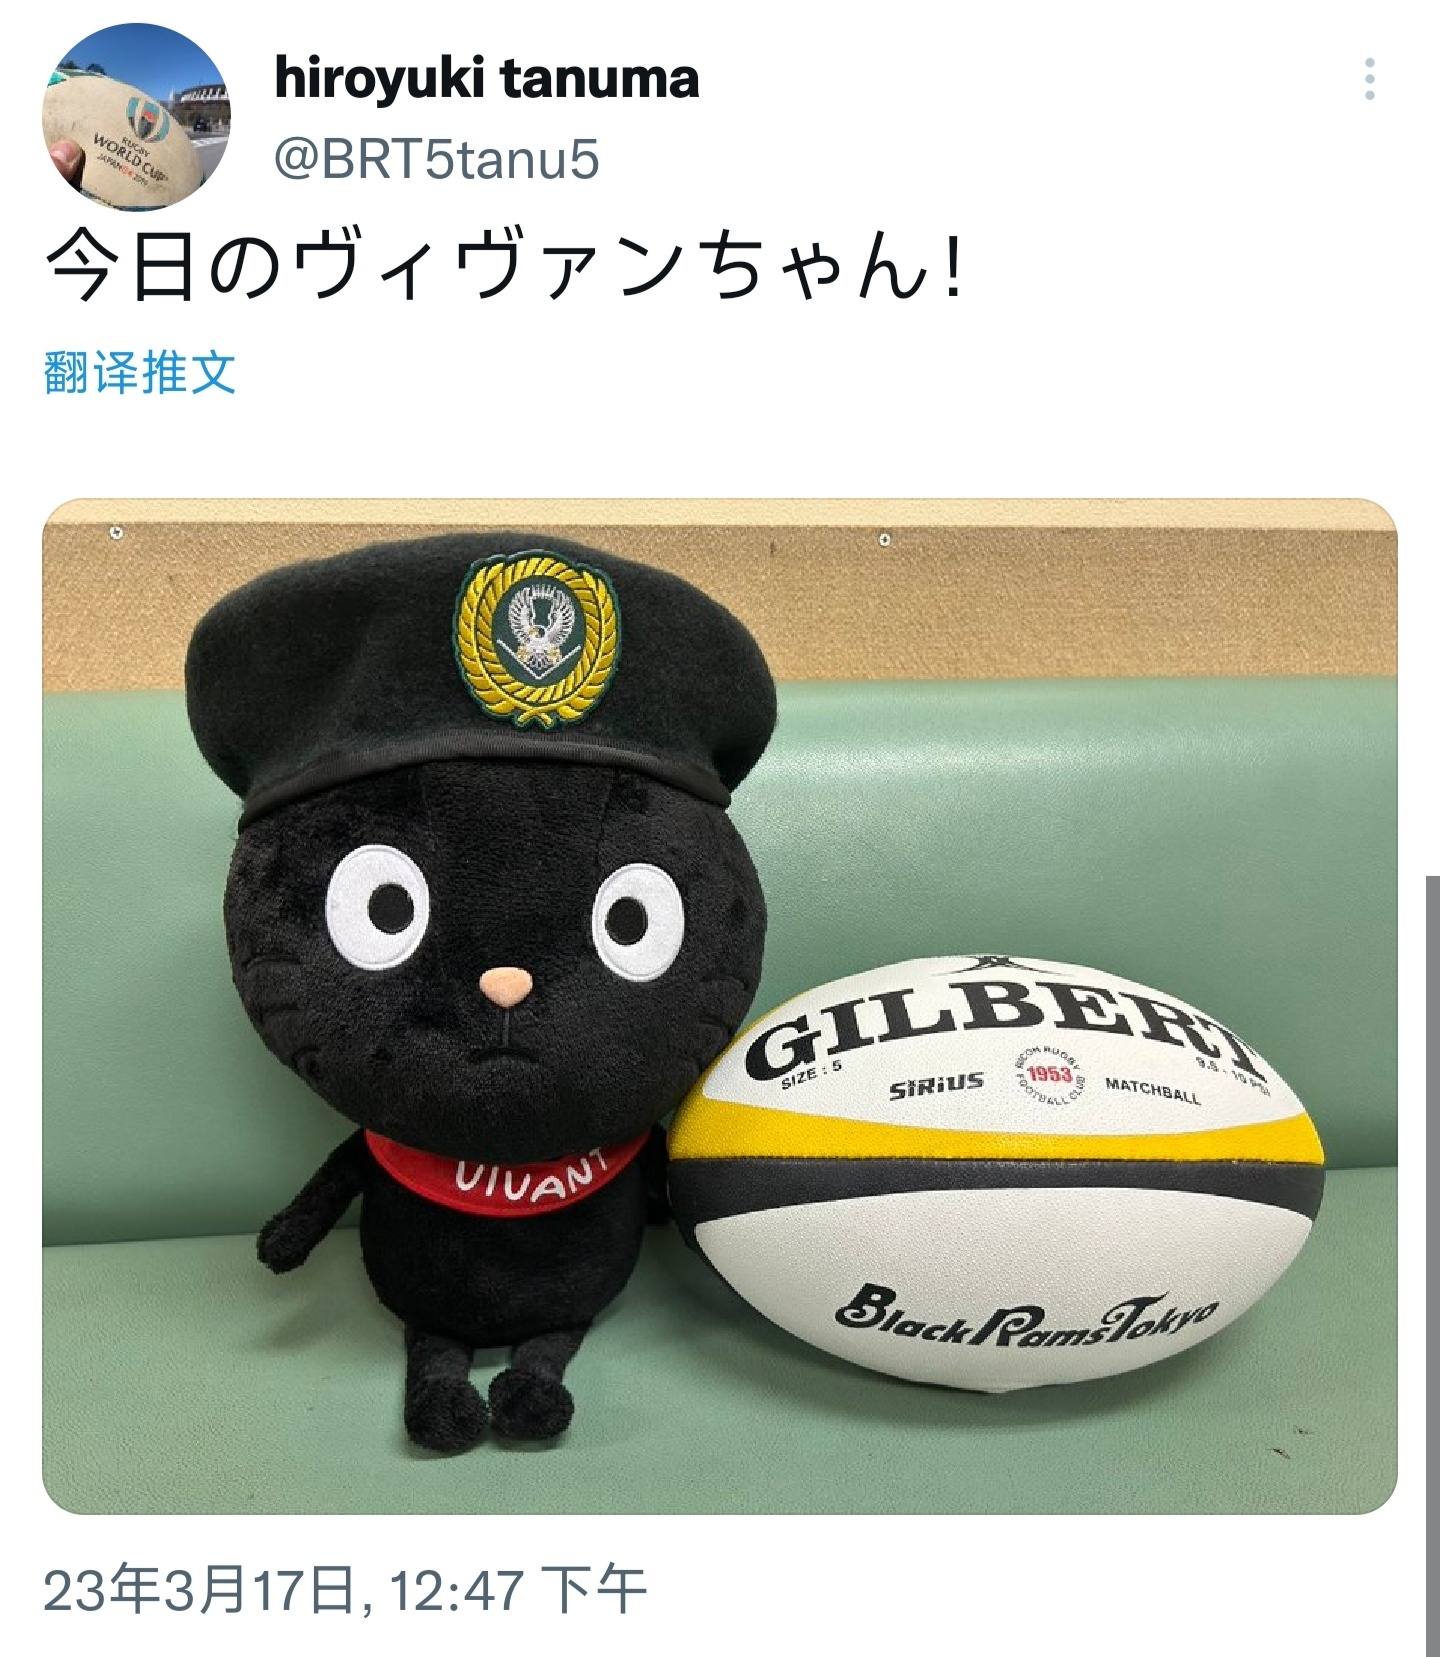 hiroyuki tanuma
@BRT5tanu5
RUGBY
WORLD CUP
JAPAN 2019
今日のヴィヴァンちゃん!
翻译推文
GILBERT
SIZE : 5
SiRiUS
RICOH RUGBY
1953
FOOTBALL CLUB
MATCHBALL
9.5 - 10 PSI
VIVANT
BlackRamsTokyo
23年3月17日, 12:47 下午